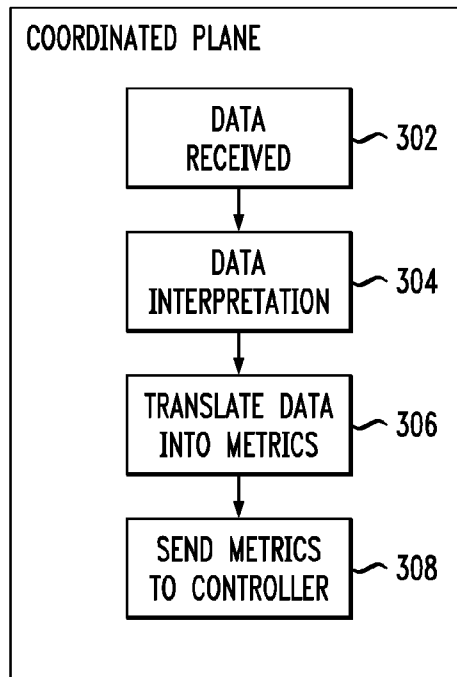 COORDINATED PLANE
DATA
RECEIVED
302
DATA
INTERPRETATION
304
TRANSLATE DATA
INTO METRICS
306
SEND METRICS
TO CONTROLLER
308